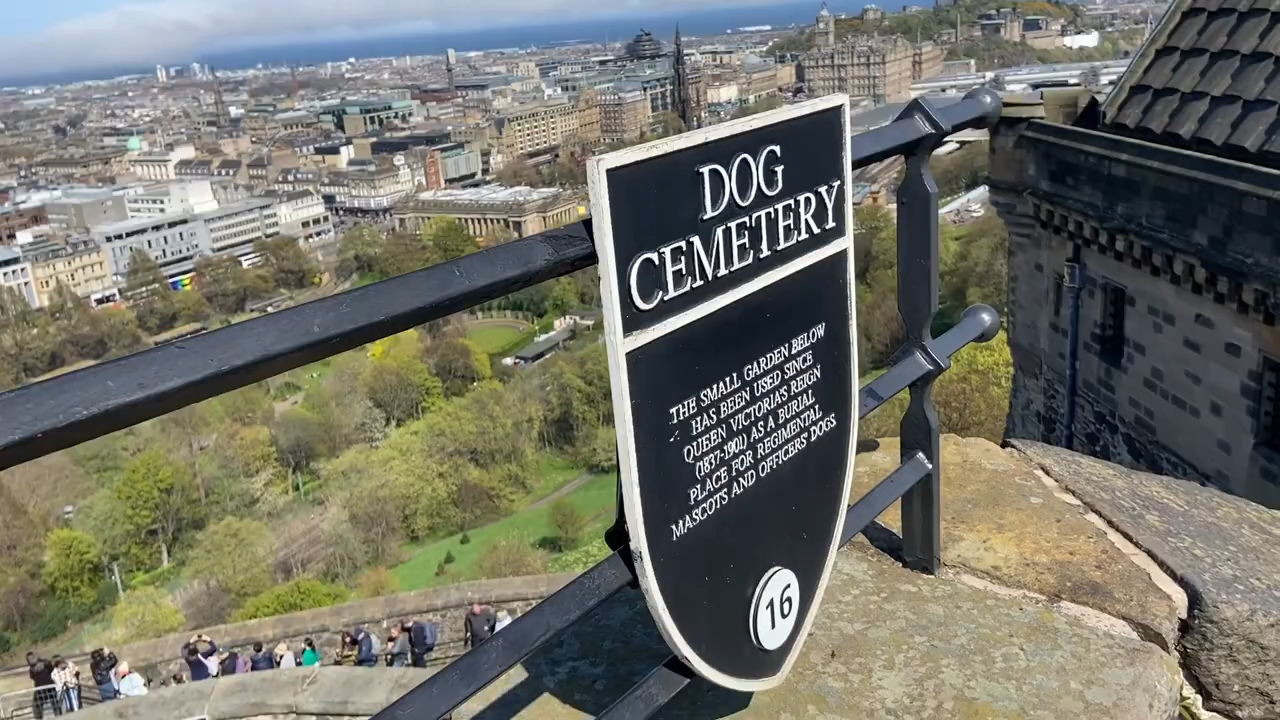 DOG
CEMETERY
THE SMALL GARDEN BELOW
HAS BEEN USED SINCE
QUEEN VICTORIA'S REIGN
(1837-1901) AS A BURIAL
PLACE FOR REGIMENTAL
MASCOTS AND OFFICERS' DOGS
16